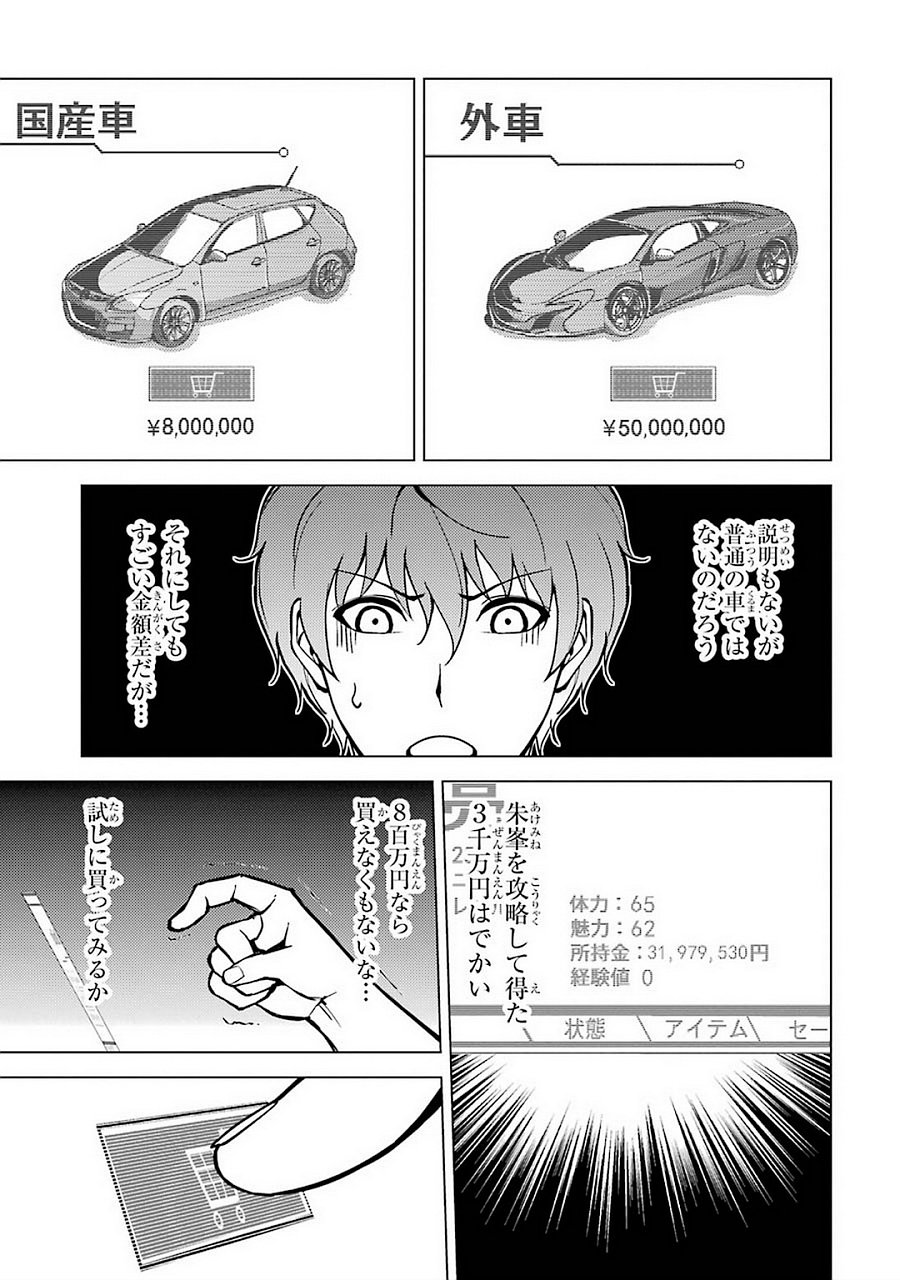 外車
¥50,000,000
国産車
¥8,000,000
説明もないが
普通の車では
ないのだろう
それにしても
すごい金額差だが…
朱峯を攻略して得た
3千万円はでかい
体力：65
魅力：62
所持金：31,979,530円
経験値 0
状態
アイテム
セー
8百万円なら
買えなくもないな…
試しに買ってみるか